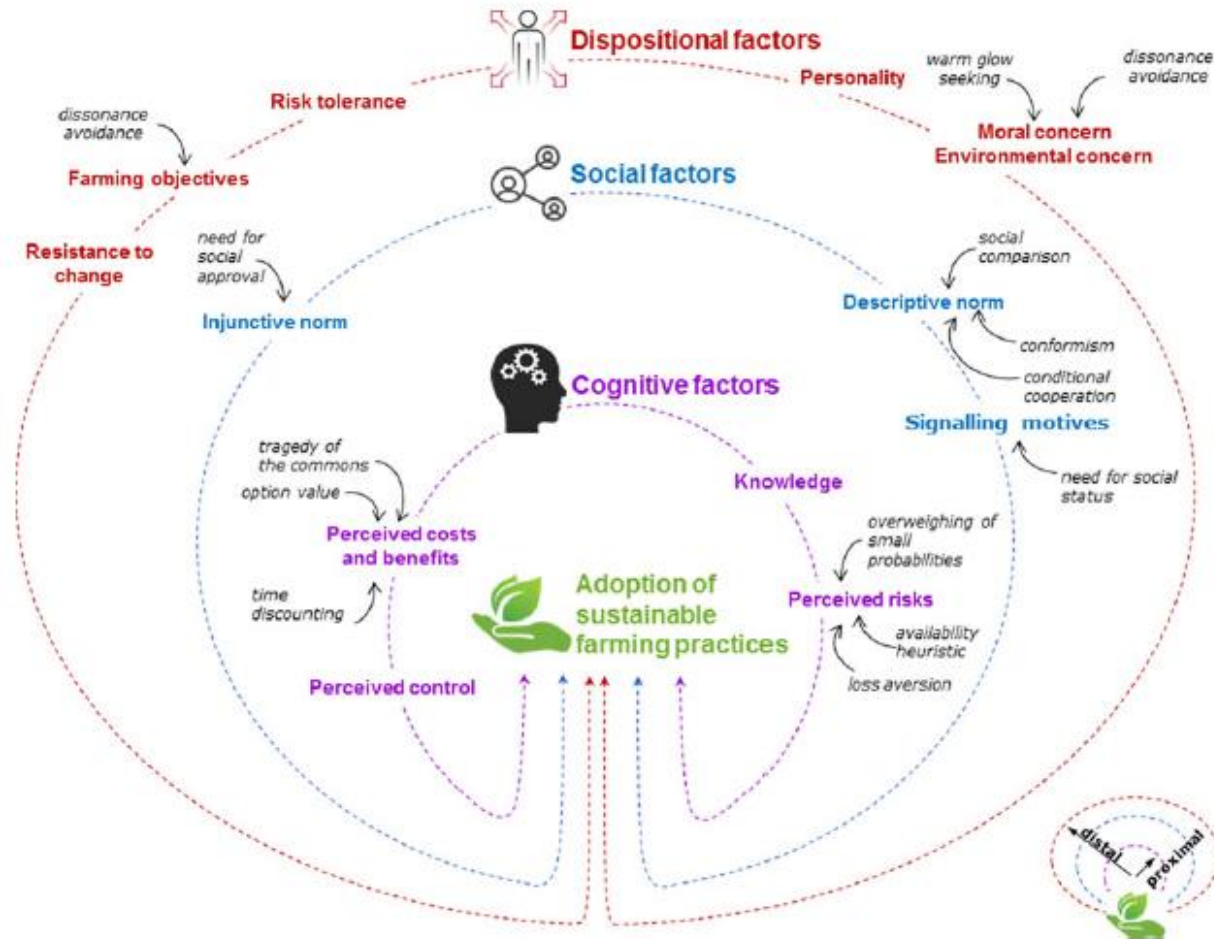 Dispositional factors
warm glow
seeking
dissonance
avoidance
Personality
Risk tolerance
dissonance
avoidance
Moral concern
Environmental concern
Farming objectives
Social factors
Resistance to
change
need for
social
approval
social
comparison
Injunctive norm
Descriptive norm
conformism
conditional
cooperation
Cognitive factors
Signalling motives
tragedy of
the commons
option value
need for social
status
Knowledge
Perceived costs
and benefits
overweighing of
small
probabilities
time
discounting
Adoption of
sustainable
farming practices
Perceived risks
availability
heuristic
loss aversion
Perceived control
distal
proximal